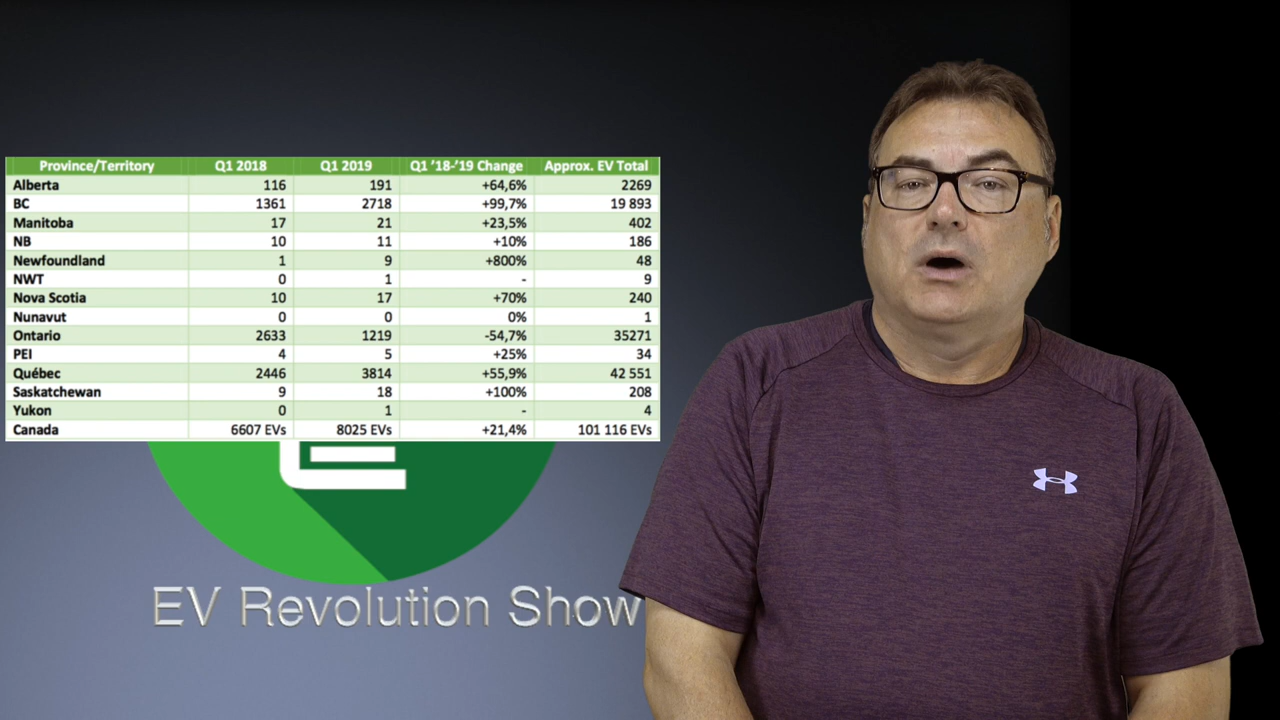 Province/Territory Q1 2018 Q1 2019 Q1 '18-'19 Change Approx. EV Total
Alberta 116 191 +64,6% 2269
BC 1361 2718 +99,7% 19 893
Manitoba 17 21 +23,5% 402
NB 10 11 +10% 186
Newfoundland 1 9 +800% 48
NWT 0 1 - 9
Nova Scotia 10 17 +70% 240
Nunavut 0 0 0% 1
Ontario 2633 1219 -54,7% 35271
PEI 4 5 +25% 34
Québec 2446 3814 +55,9% 42 551
Saskatchewan 9 18 +100% 208
Yukon 0 1 - 4
Canada 6607 EVs 8025 EVs +21,4% 101 116 EVs
EV Revolution Show